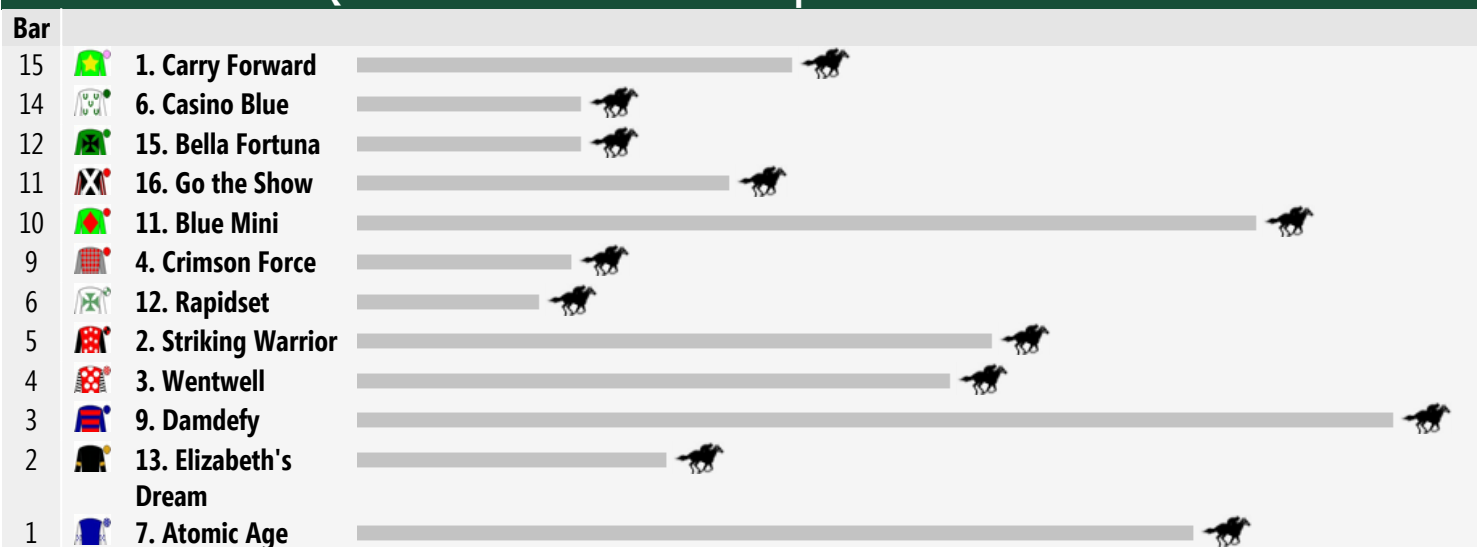 Bar
15 1. Carry Forward
14 6. Casino Blue
12 15. Bella Fortuna
11 16. Go the Show
10 11. Blue Mini
9 4. Crimson Force
6 12. Rapidset
5 2. Striking Warrior
4 3. Wentwell
3 9. Damdefy
2 13. Elizabeth's
Dream
1 7. Atomic Age